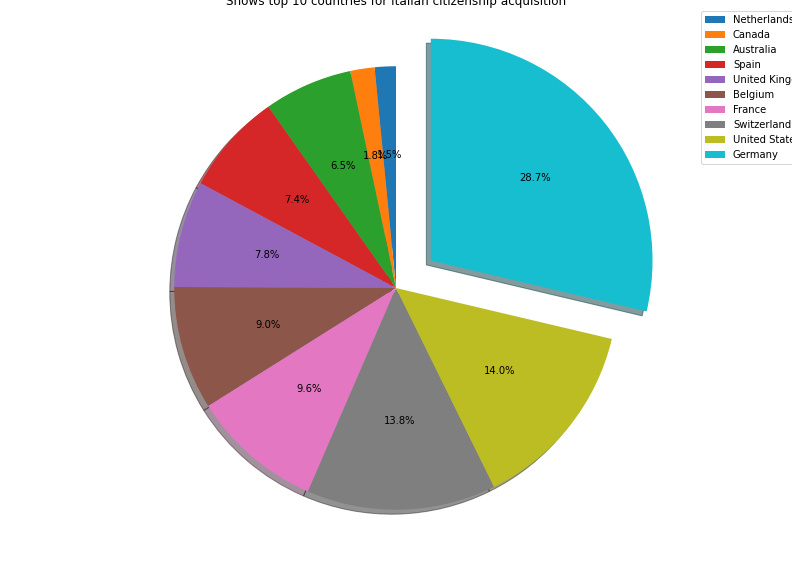 Shows top 10 countries for Italian citizenship acquisition
Netherlands
Canada
Australia
Spain
United King
Belgium
France
Switzerland
United State
Germany
28.7%
1.8%
1.5%
6.5%
7.4%
7.8%
9.0%
9.6%
13.8%
14.0%